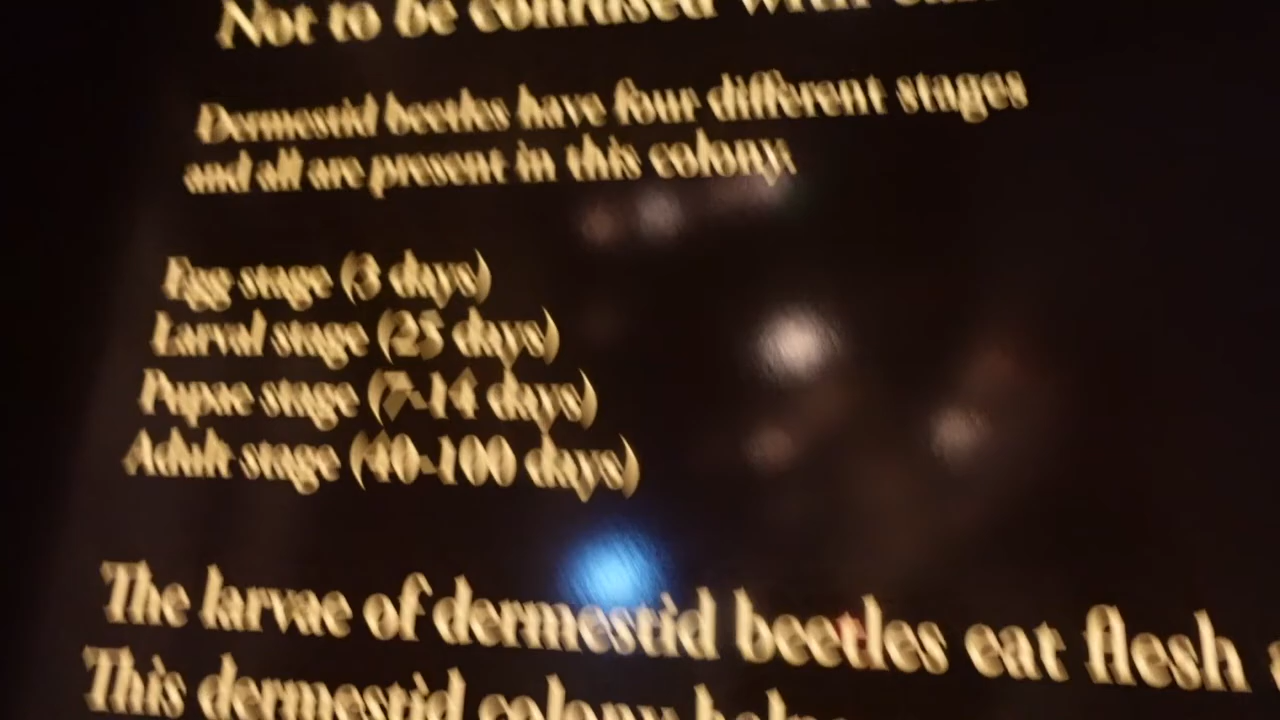 Not to be confused with
Dermestid beetles have four different stages
and all are present in this colony:
Egg stage (3 days)
Larval stage (25 days)
Pupae stage (7-14 days)
Adult stage (40-100 days)
The larvae of dermestid beetles eat flesh
This dermestid colony